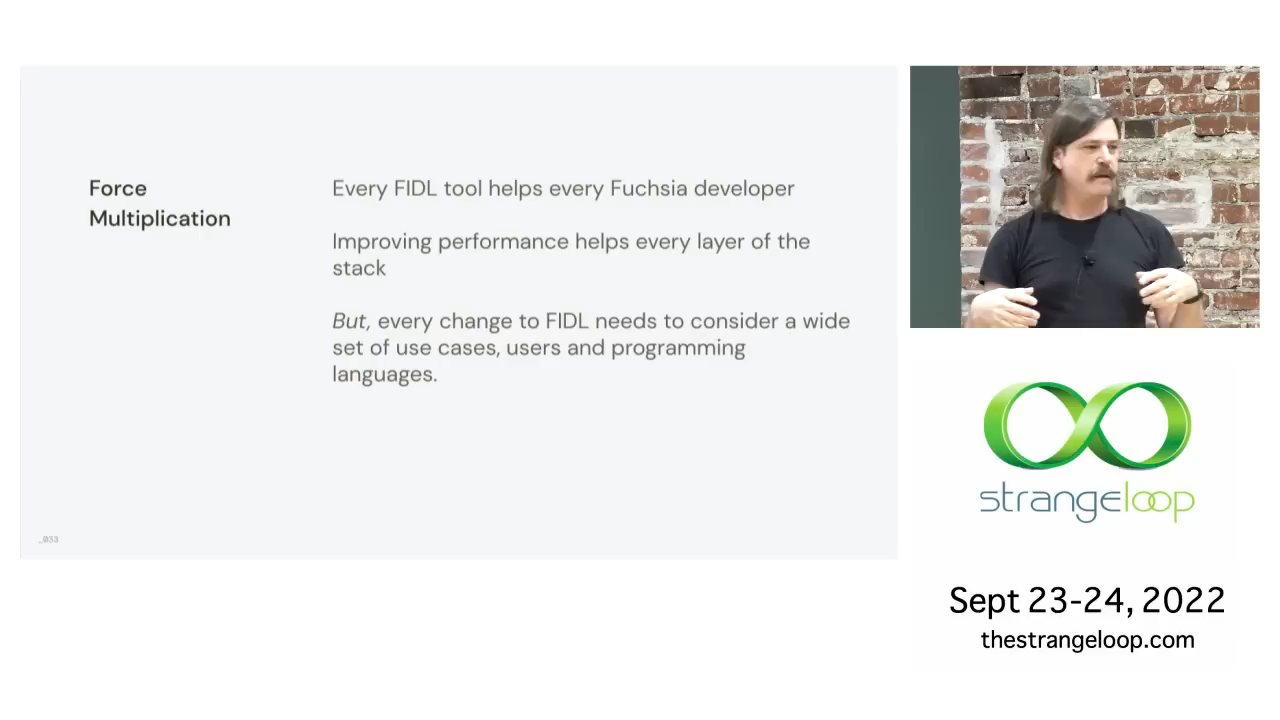 Force
Multiplication
Every FIDL tool helps every Fuchsia developer
Improving performance helps every layer of the
stack
But, every change to FIDL needs to consider a wide
set of use cases, users and programming
languages.
_033
strangeloop
Sept 23-24, 2022
thestrangeloop.com